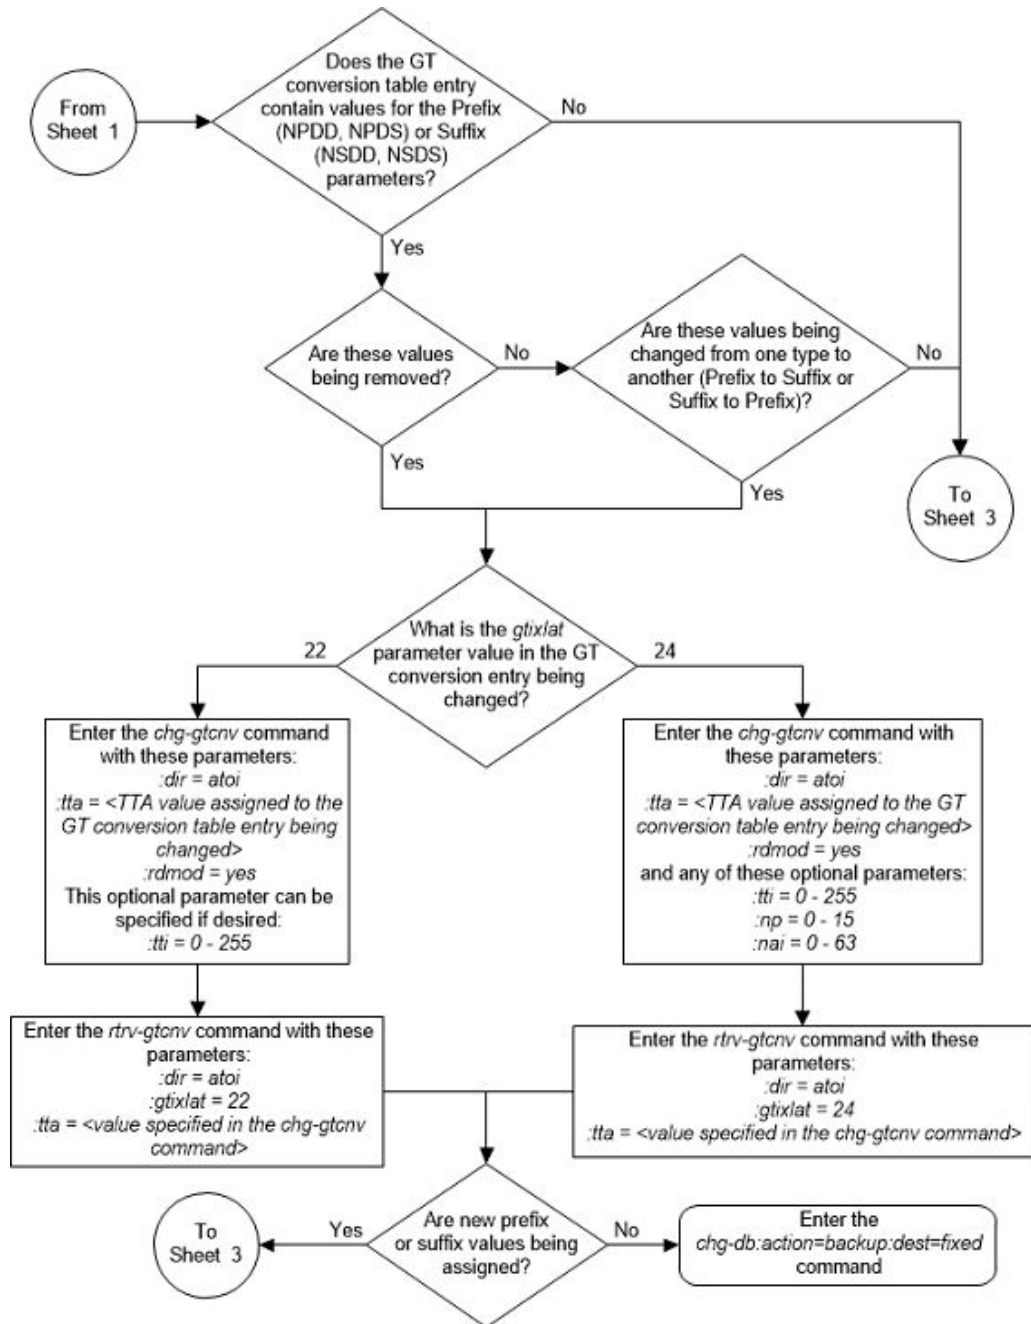 Does the GT
conversion table entry
contain values for the Prefix
(NPDD, NPDS) or Suffix
(NSDD, NSDS)
parameters?
From
Sheet 1
No
Yes
Are these values
being removed?
No
Are these values being
changed from one type to
another (Prefix to Suffix or
Suffix to Prefix)?
No
Yes
Yes
To
Sheet 3
What is the gtixlat
parameter value in the GT
conversion entry being
changed?
22
24
Enter the chg-gtcnv command
with these parameters:
:dir = atoi
:tta = <TTA value assigned to the
GT conversion table entry being
changed>
:rdmod = yes
This optional parameter can be
specified if desired:
:tti = 0 - 255
Enter the chg-gtcnv command with
these parameters:
:dir = atoi
:tta = <TTA value assigned to the GT
conversion table entry being changed>
:rdmod = yes
and any of these optional parameters:
:tti = 0 - 255
:np = 0 - 15
:nai = 0 - 63
Enter the rtrv-gtcnv command with these
parameters:
:dir = atoi
:gtixlat = 22
:tta = <value specified in the chg-gtcnv
command>
Enter the rtrv-gtcnv command with these
parameters:
:dir = atoi
:gtixlat = 24
:tta = <value specified in the chg-gtcnv command>
Are new prefix
or suffix values being
assigned?
Yes
To
Sheet 3
No
Enter the
chg-db:action=backup:dest=fixed
command